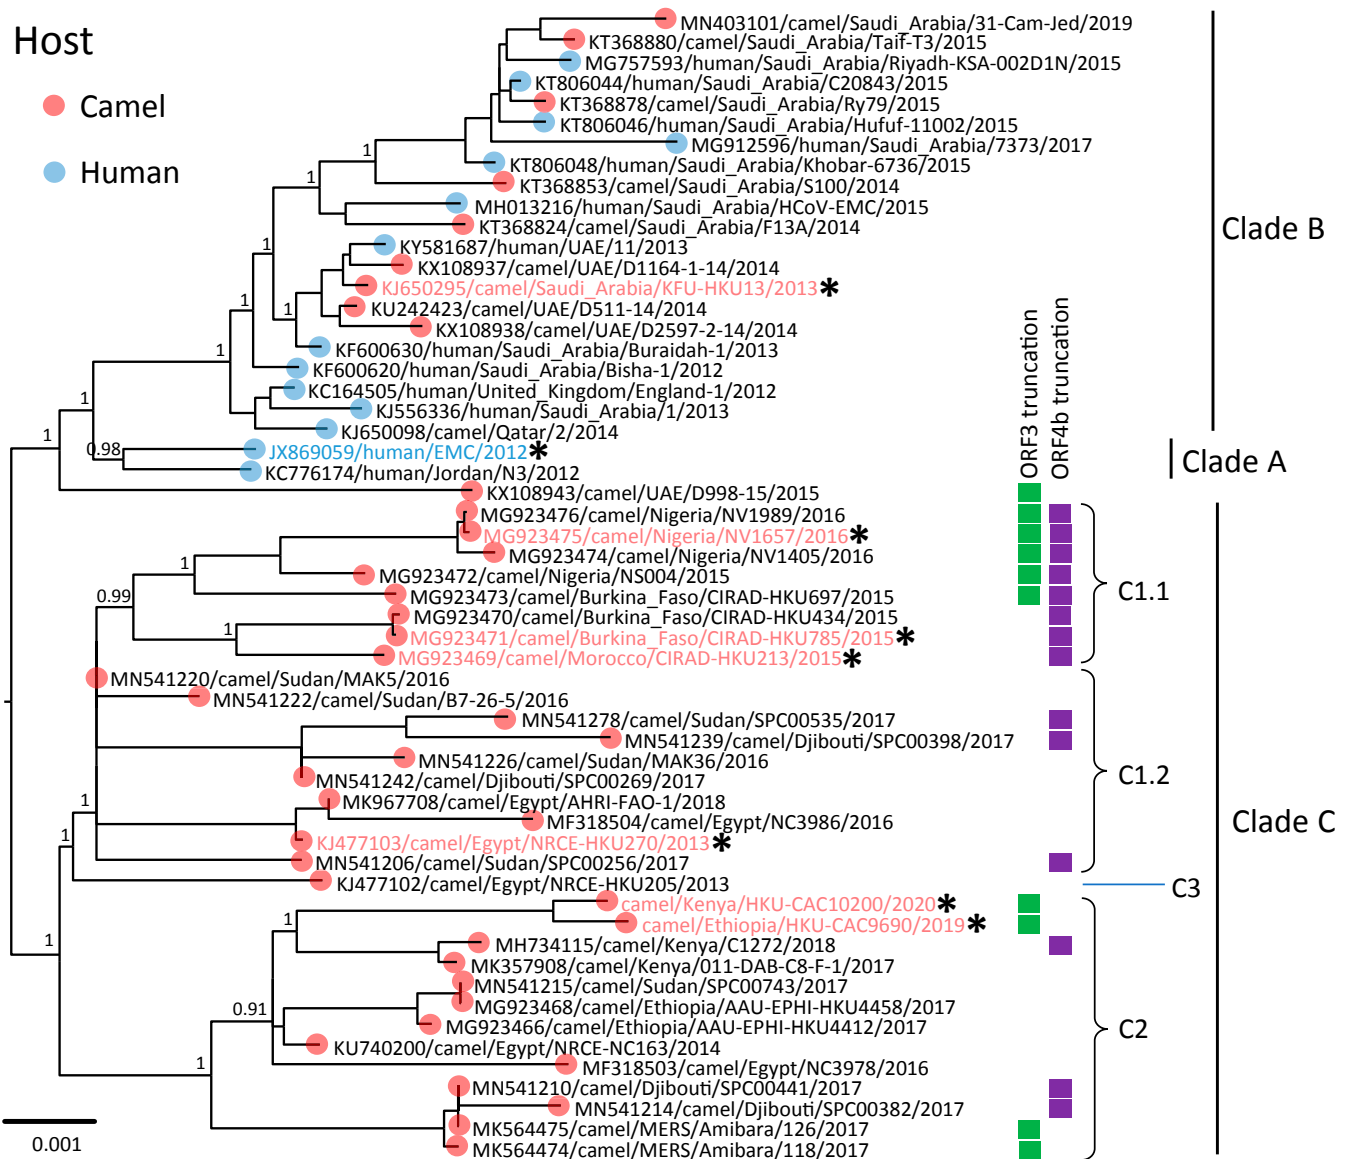 Host
Camel
Human
MN403101/camel/Saudi_Arabia/31-Cam-Jed/2019
KT368880/camel/Saudi_Arabia/Taif-T3/2015
MG757593/human/Saudi_Arabia/Riyadh-KSA-002D1N/2015
KT806044/human/Saudi_Arabia/C20843/2015
KT368878/camel/Saudi_Arabia/Ry79/2015
KT806046/human/Saudi_Arabia/Hufuf-11002/2015
MG912596/human/Saudi_Arabia/7373/2017
1
KT806048/human/Saudi_Arabia/Khobar-6736/2015
1
KT368853/camel/Saudi_Arabia/S100/2014
MH013216/human/Saudi_Arabia/HCoV-EMC/2015
KT368824/camel/Saudi_Arabia/F13A/2014
Clade B
1
KY581687/human/UAE/11/2013
KX108937/camel/UAE/D1164-1-14/2014
KJ650295/camel/Saudi_Arabia/KFU-HKU13/2013*
1
1
KU242423/camel/UAE/D511-14/2014
KX108938/camel/UAE/D2597-2-14/2014
1
KF600630/human/Saudi_Arabia/Buraidah-1/2013
KF600620/human/Saudi_Arabia/Bisha-1/2012
KC164505/human/United_Kingdom/England-1/2012
1
KJ556336/human/Saudi_Arabia/1/2013
KJ650098/camel/Qatar/2/2014
1
0.98
JX869059/human/EMC/2012*
KC776174/human/Jordan/N3/2012
ORF3 truncation
ORF4b truncation
Clade A
KX108943/camel/UAE/D998-15/2015
MG923476/camel/Nigeria/NV1989/2016
MG923475/camel/Nigeria/NV1657/2016*
MG923474/camel/Nigeria/NV1405/2016
1
MG923472/camel/Nigeria/NS004/2015
0.99
MG923473/camel/Burkina_Faso/CIRAD-HKU697/2015
C1.1
MG923470/camel/Burkina_Faso/CIRAD-HKU434/2015
1
MG923471/camel/Burkina_Faso/CIRAD-HKU785/2015*
MG923469/camel/Morocco/CIRAD-HKU213/2015*
MN541220/camel/Sudan/MAK5/2016
MN541222/camel/Sudan/B7-26-5/2016
MN541278/camel/Sudan/SPC00535/2017
MN541239/camel/Djibouti/SPC00398/2017
MN541226/camel/Sudan/MAK36/2016
C1.2
MN541242/camel/Djibouti/SPC00269/2017
1
MK967708/camel/Egypt/AHRI-FAO-1/2018
MF318504/camel/Egypt/NC3986/2016
Clade C
1
KJ477103/camel/Egypt/NRCE-HKU270/2013*
MN541206/camel/Sudan/SPC00256/2017
KJ477102/camel/Egypt/NRCE-HKU205/2013
C3
camel/Kenya/HKU-CAC10200/2020*
1
camel/Ethiopia/HKU-CAC9690/2019*
1
MH734115/camel/Kenya/C1272/2018
MK357908/camel/Kenya/011-DAB-C8-F-1/2017
MN541215/camel/Sudan/SPC00743/2017
0.91
MG923468/camel/Ethiopia/AAU-EPHI-HKU4458/2017
MG923466/camel/Ethiopia/AAU-EPHI-HKU4412/2017
C2
KU740200/camel/Egypt/NRCE-NC163/2014
1
MF318503/camel/Egypt/NC3978/2016
MN541210/camel/Djibouti/SPC00441/2017
MN541214/camel/Djibouti/SPC00382/2017
MK564475/camel/MERS/Amibara/126/2017
0.001
MK564474/camel/MERS/Amibara/118/2017